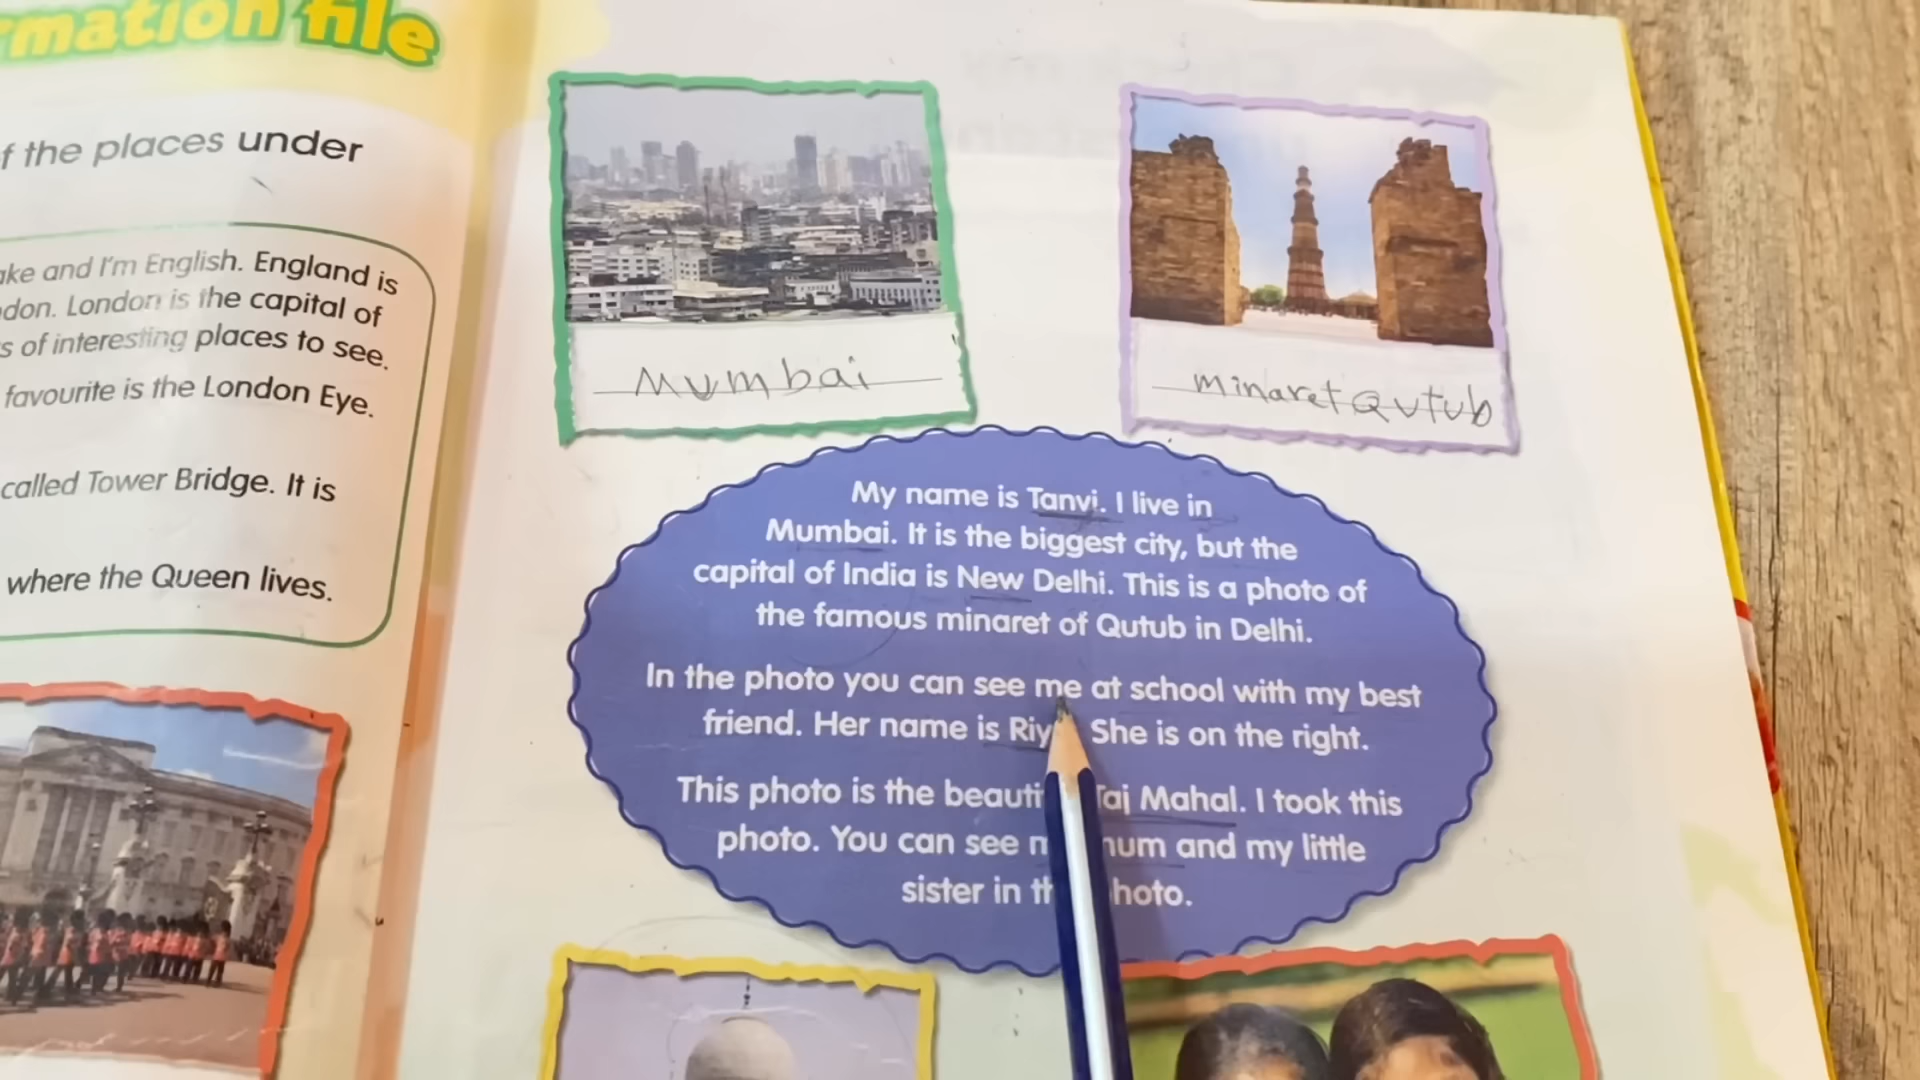 rmation file
f the places under
ake and I'm English. England is
don. London is the capital of
s of interesting places to see.
favourite is the London Eye.
called Tower Bridge. It is
where the Queen lives.
Mumbai
minaret Qutub
My name is Tanvi. I live in
Mumbai. It is the biggest city, but the
capital of India is New Delhi. This is a photo of
the famous minaret of Qutub in Delhi.
In the photo you can see me at school with my best
friend. Her name is Riy She is on the right.
This photo is the beauti Taj Mahal. I took this
photo. You can see m mum and my little
sister in th photo.